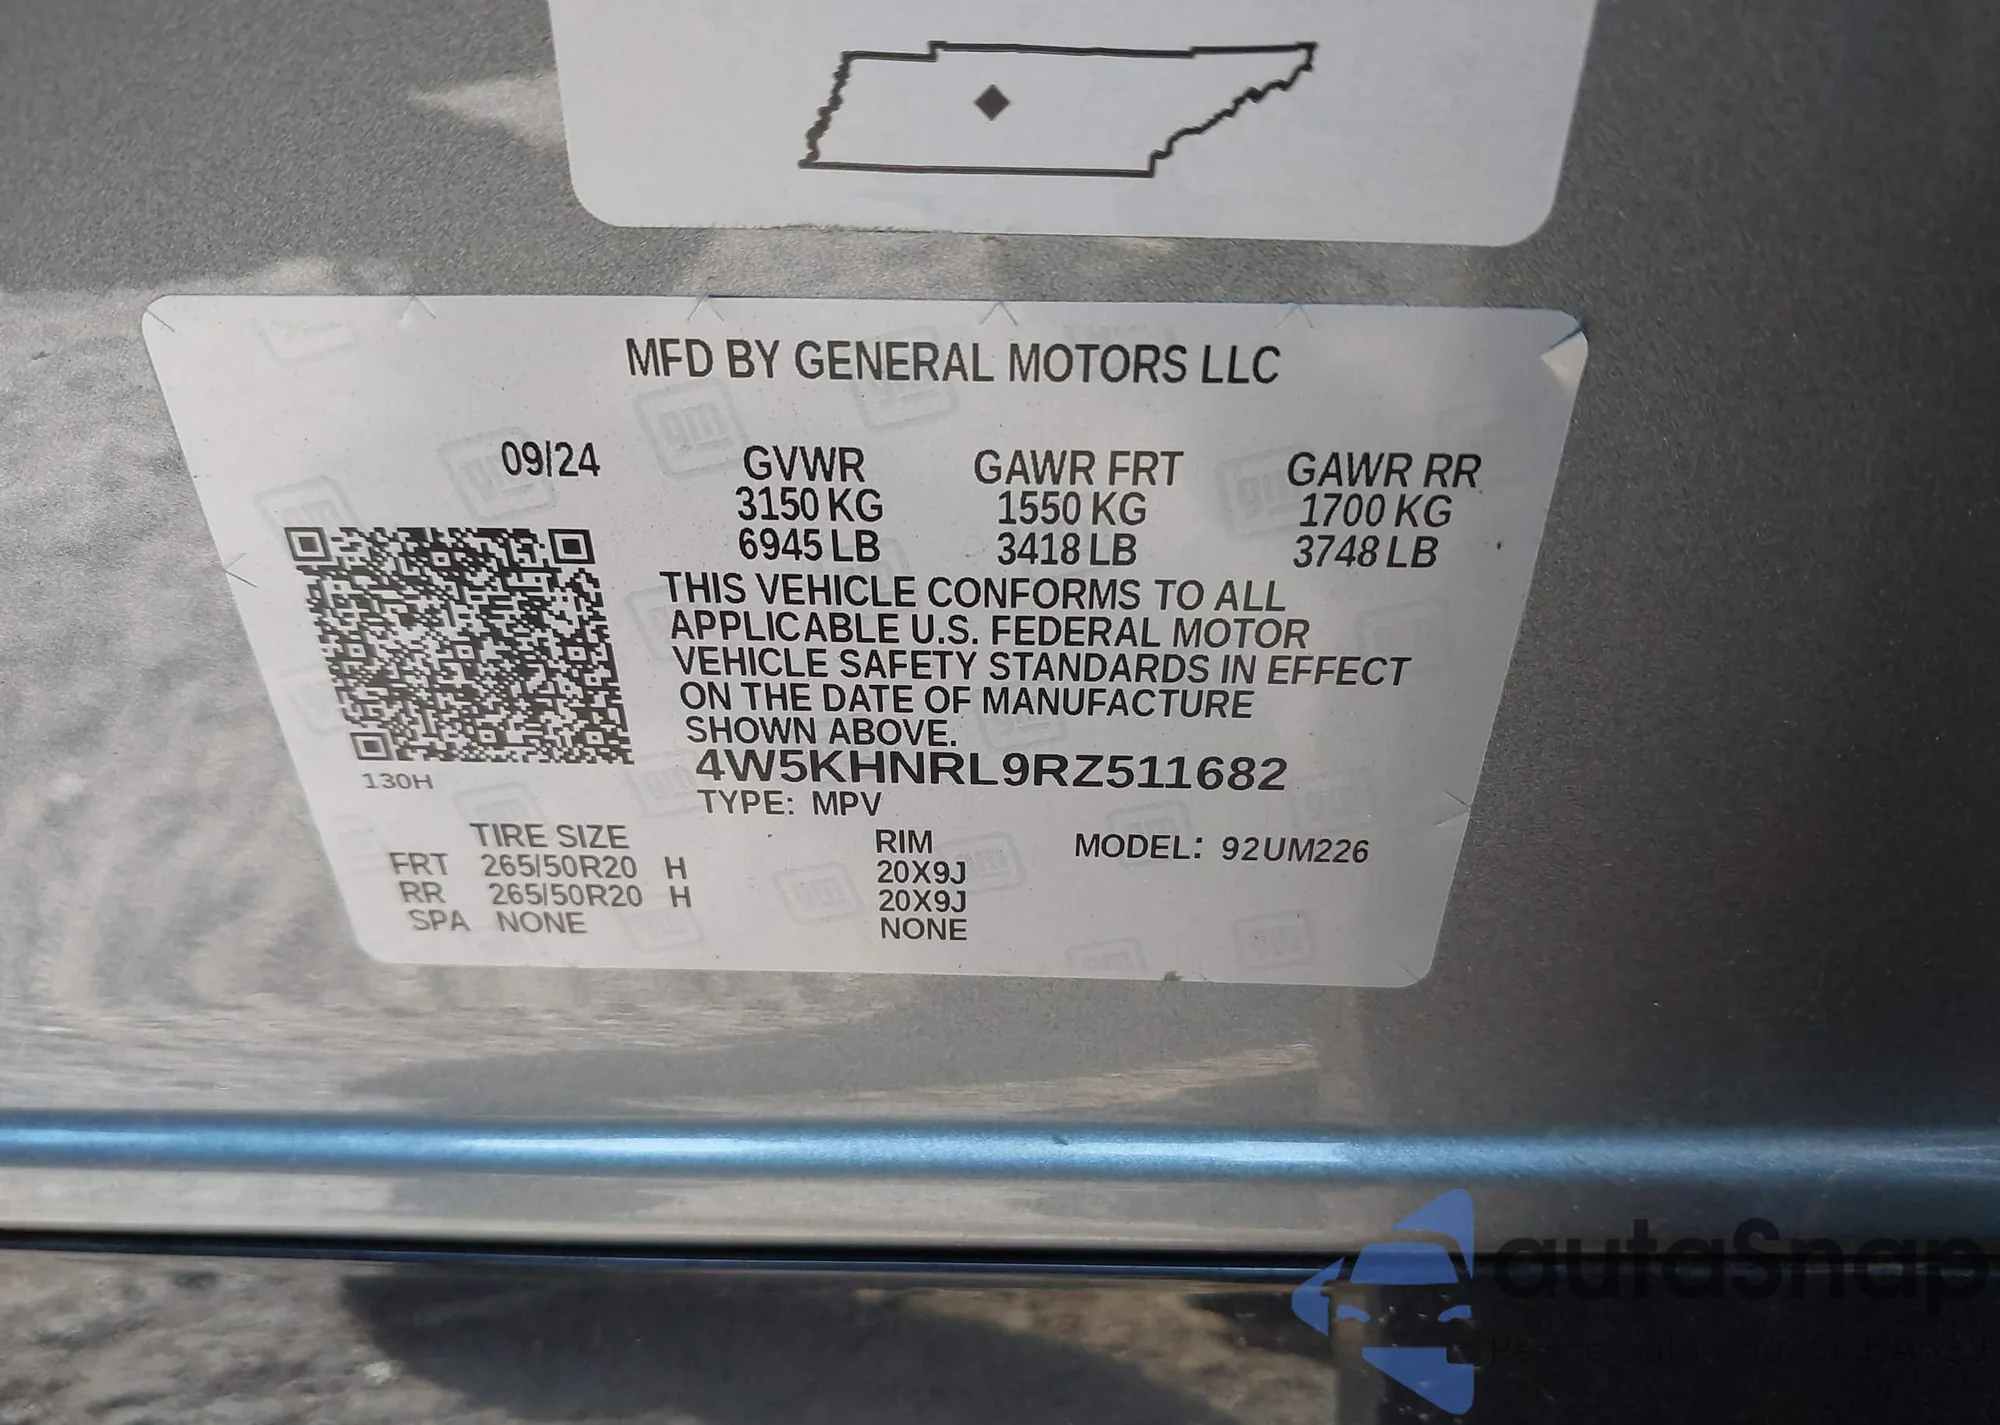 MFD BY GENERAL MOTORS LLC
09/24 GVWR GAWR FRT GAWR RR
3150 KG 1550 KG 1700 KG
6945 LB 3418 LB 3748 LB
THIS VEHICLE CONFORMS TO ALL
APPLICABLE U.S. FEDERAL MOTOR
VEHICLE SAFETY STANDARDS IN EFFECT
ON THE DATE OF MANUFACTURE
SHOWN ABOVE.
4W5KHNRL9RZ511682
130H
TYPE: MPV
TIRE SIZE RIM MODEL: 92UM226
FRT 265/50R20 H 20X9J
RR 265/50R20 H 20X9J
SPA NONE NONE
autaSnap